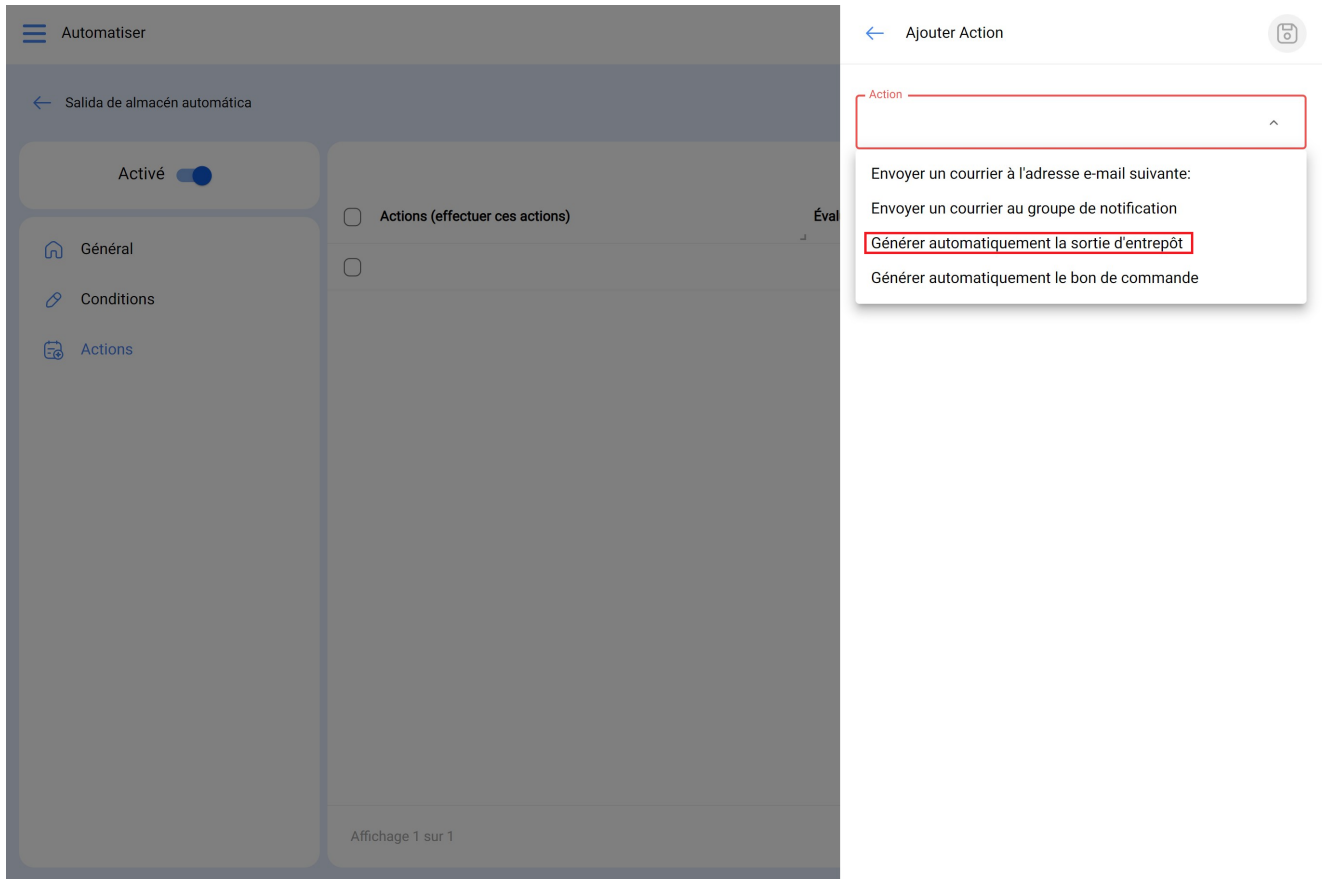 Automatiser
Ajouter Action
Salida de almacén automática
Action
Activé
Envoyer un courrier à l'adresse e-mail suivante:
Actions (effectuer ces actions)
Éval
Envoyer un courrier au groupe de notification
Général
Générer automatiquement la sortie d'entrepôt
Générer automatiquement le bon de commande
Conditions
Actions
Affichage 1 sur 1